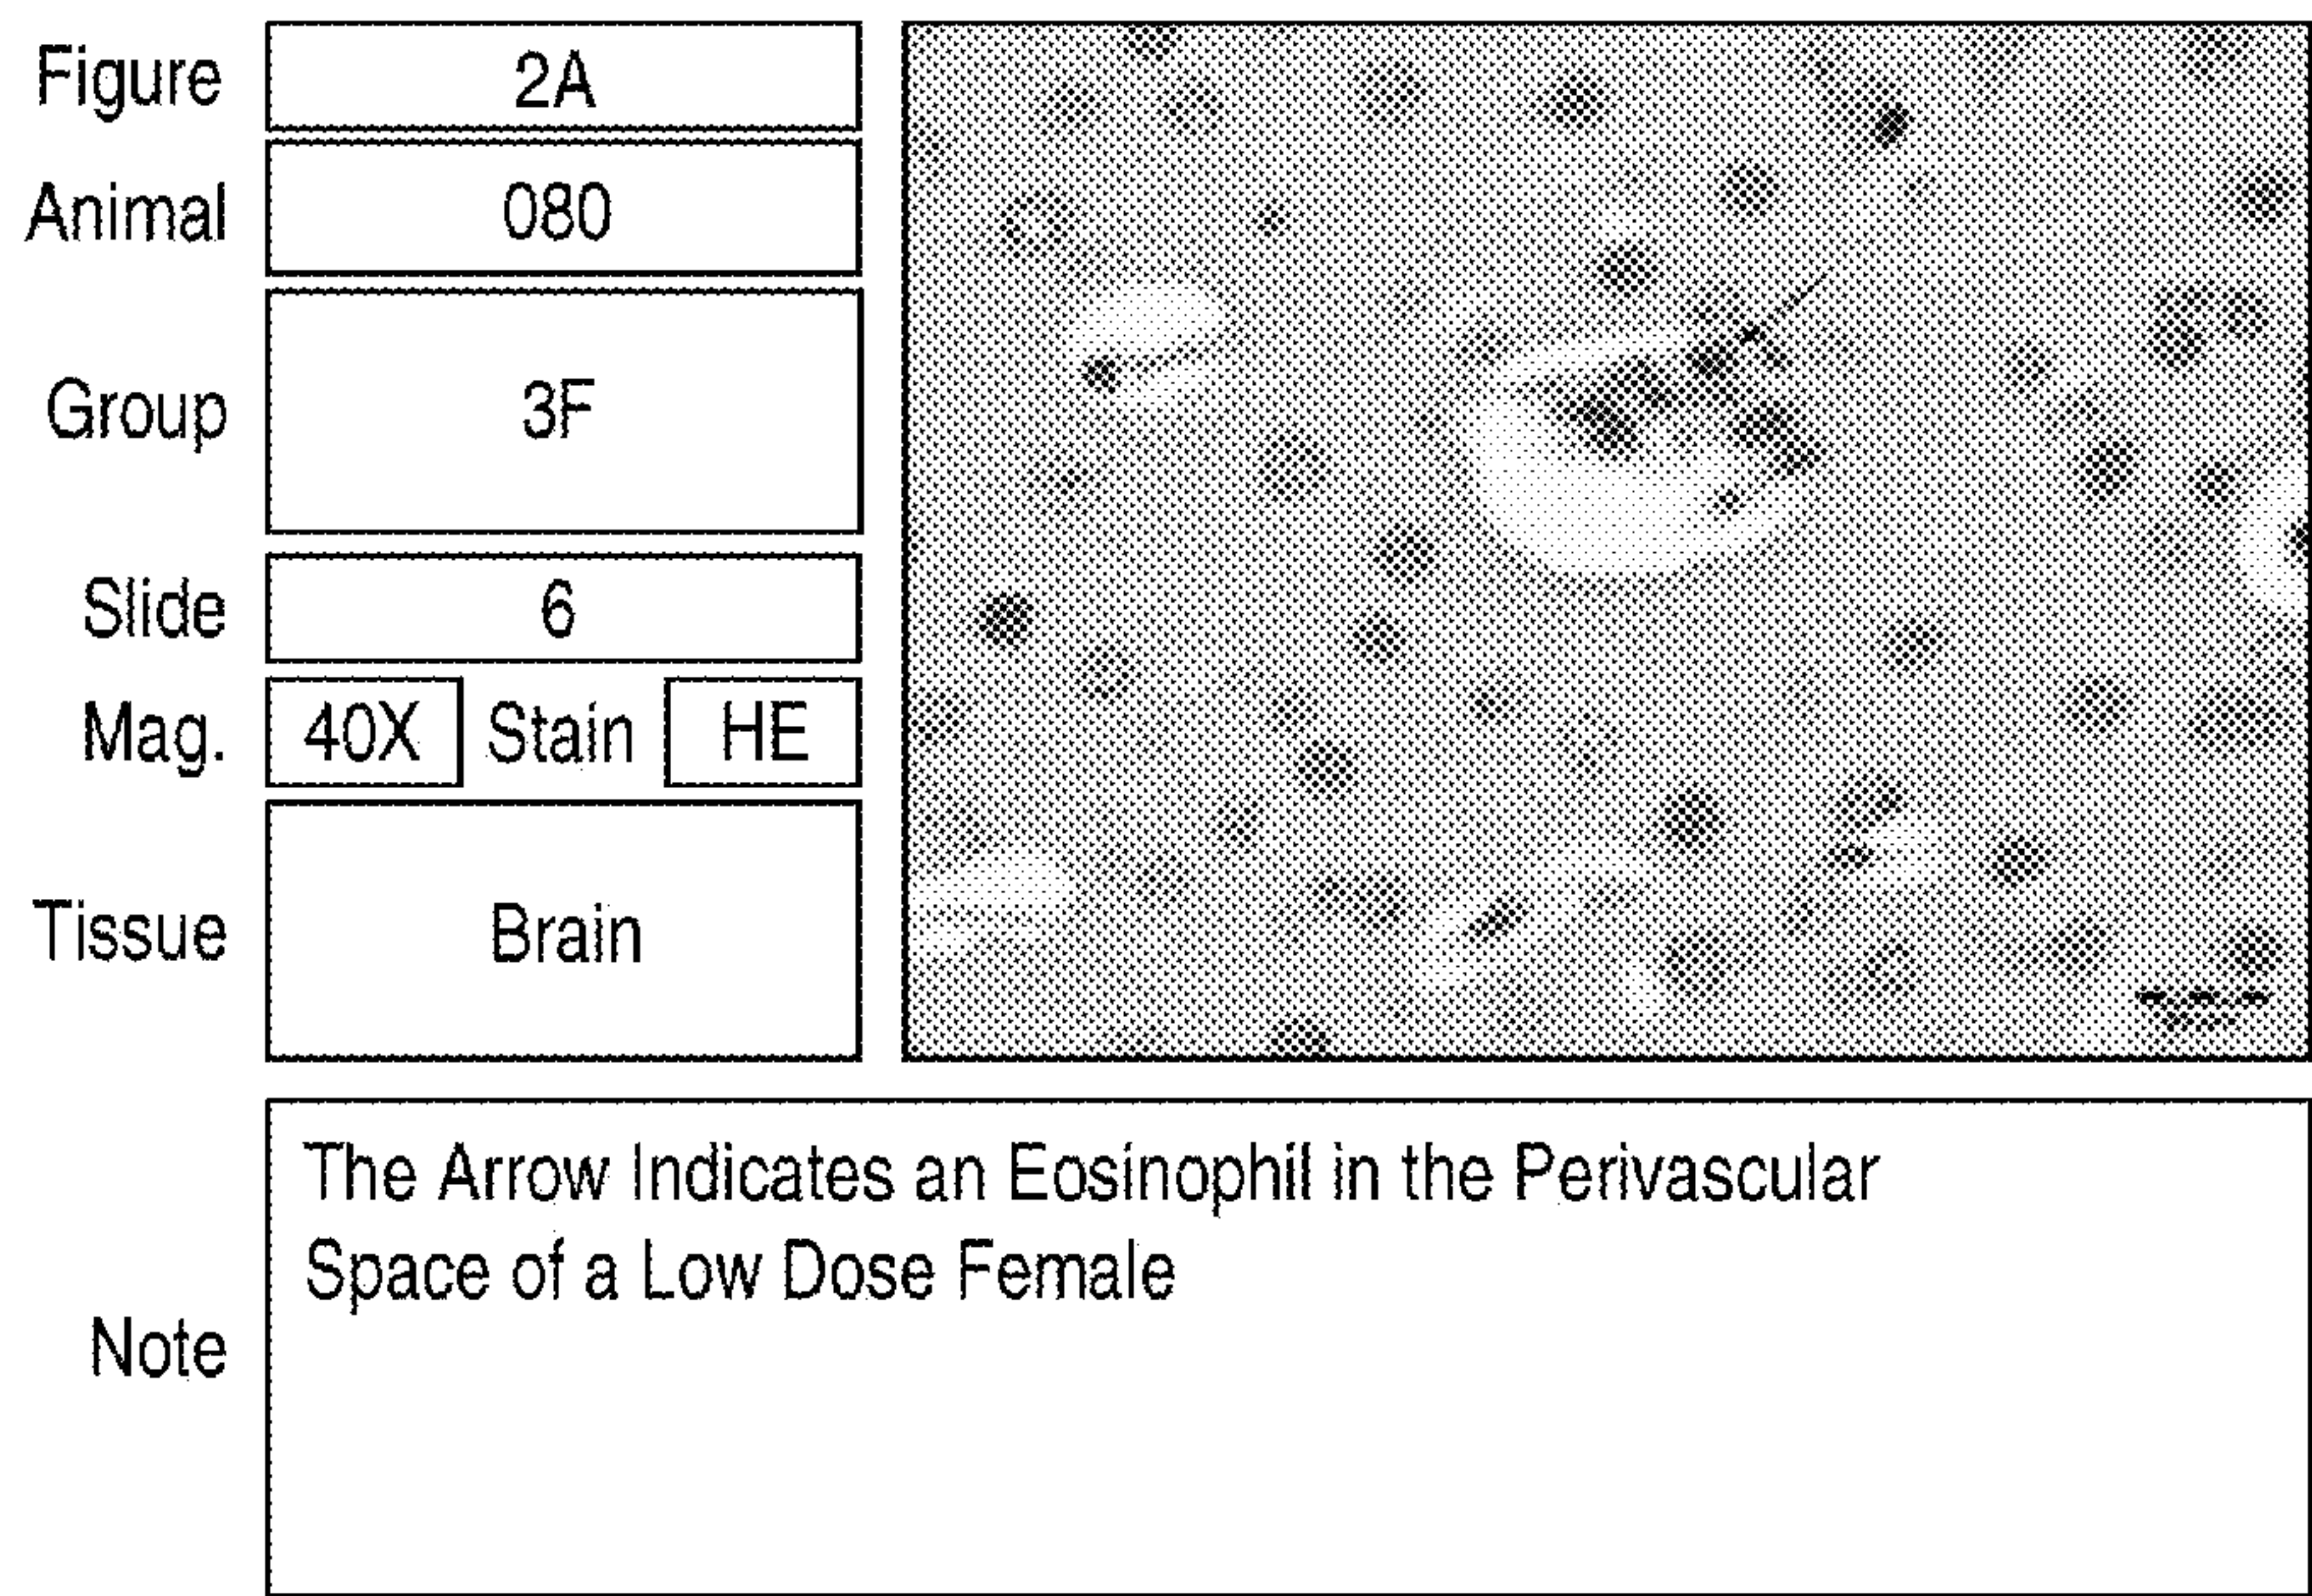 Figure 2A
Animal 080
Group 3F
Slide 6
Mag. 40X Stain HE
Tissue Brain
Note
The Arrow Indicates an Eosinophil in the Perivascular
Space of a Low Dose Female